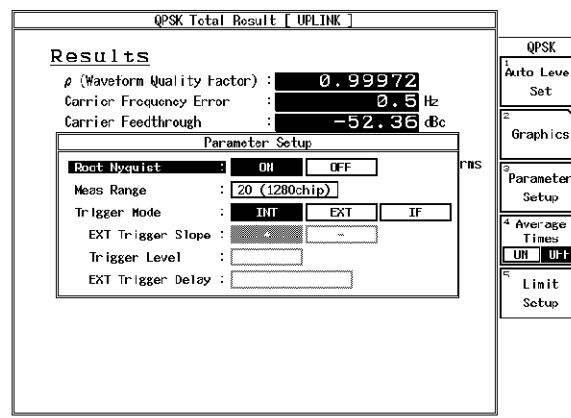 QPSK Total Result [ UPLINK ]
Results
ρ (Waveform Quality Factor) : 0.99972
Carrier Frequency Error : 0.5 Hz
Carrier Feedthrough : -52.36 dBc
Parameter Setup
rms
Root Nyquist : ON OFF
Meas Range : 20 (1280chip)
Trigger Mode : INT EXT IF
EXT Trigger Slope : + -
Trigger Level :
EXT Trigger Delay :
QPSK
1
Auto Leve
Set
2
Graphics
3
Parameter
Setup
4 Average
Times
ON OFF
5
Limit
Setup